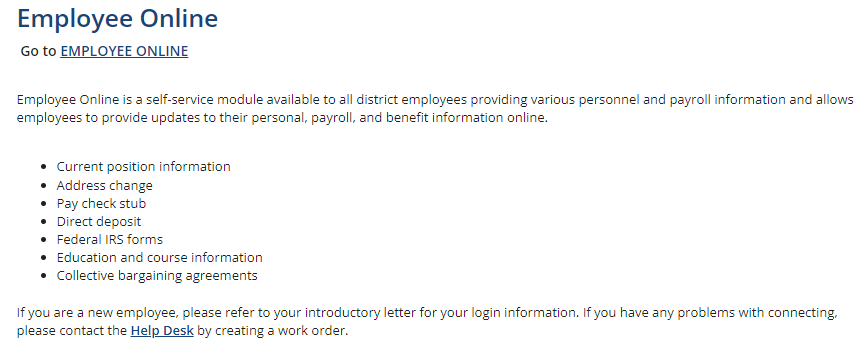 Employee Online
Go to EMPLOYEE ONLINE
Employee Online is a self-service module available to all district employees providing various personnel and payroll information and allows
employees to provide updates to their personal, payroll, and benefit information online.
• Current position information
• Address change
• Pay check stub
• Direct deposit
• Federal IRS forms
• Education and course information
• Collective bargaining agreements
If you are a new employee, please refer to your introductory letter for your login information. If you have any problems with connecting,
please contact the Help Desk by creating a work order.